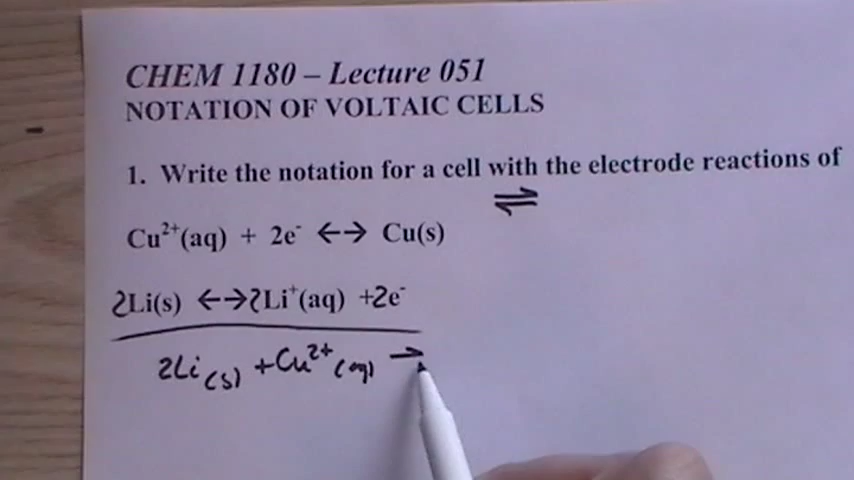 CHEM 1180 – Lecture 051
NOTATION OF VOLTAIC CELLS
1. Write the notation for a cell with the electrode reactions of
⇌
Cu²⁺(aq) + 2e⁻ ↔ Cu(s)
2Li(s) ↔ 2Li⁺(aq) +2e⁻
2Li(s) + Cu²⁺(aq) →